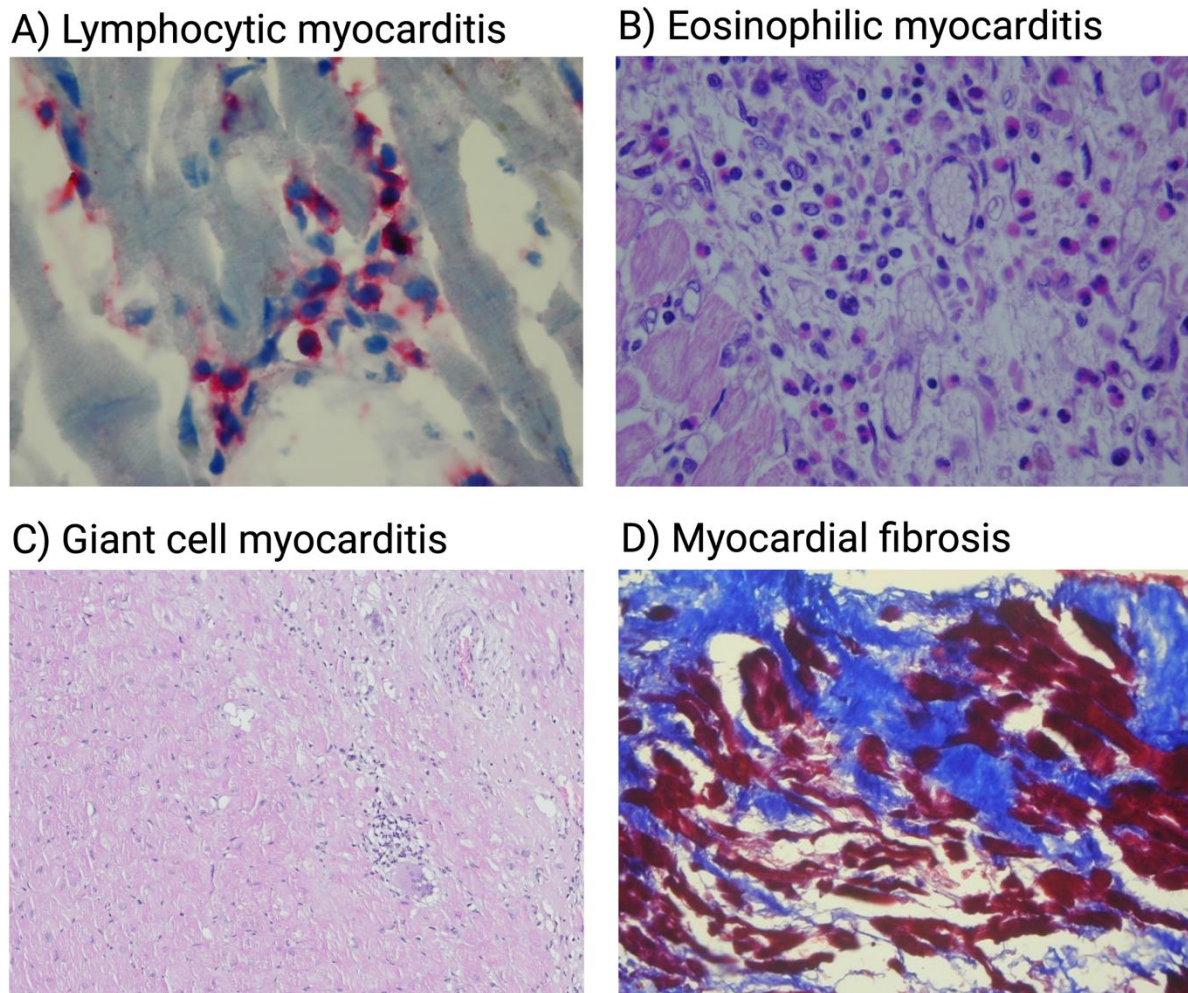 A) Lymphocytic myocarditis
B) Eosinophilic myocarditis
C) Giant cell myocarditis
D) Myocardial fibrosis